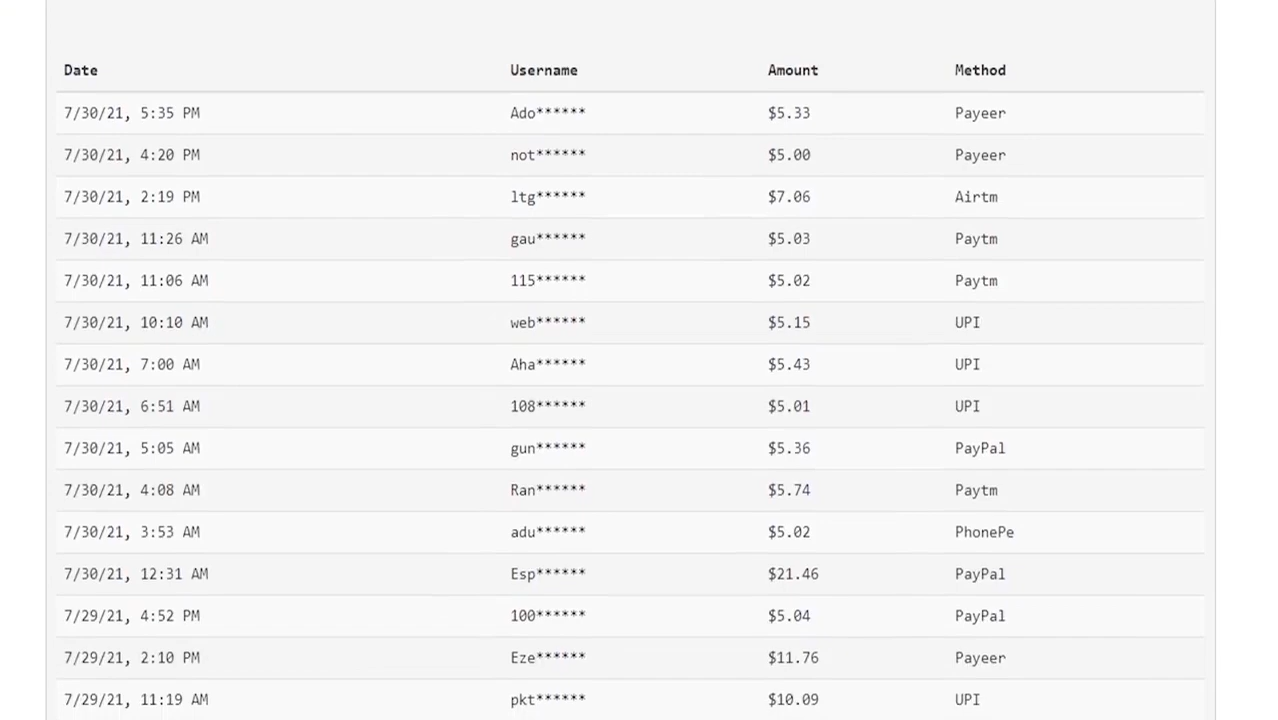 Date Username Amount Method
7/30/21, 5:35 PM Ado****** $5.33 Payeer
7/30/21, 4:20 PM not****** $5.00 Payeer
7/30/21, 2:19 PM ltg****** $7.06 Airtm
7/30/21, 11:26 AM gau****** $5.03 Paytm
7/30/21, 11:06 AM 115****** $5.02 Paytm
7/30/21, 10:10 AM web****** $5.15 UPI
7/30/21, 7:00 AM Aha****** $5.43 UPI
7/30/21, 6:51 AM 108****** $5.01 UPI
7/30/21, 5:05 AM gun****** $5.36 PayPal
7/30/21, 4:08 AM Ran****** $5.74 Paytm
7/30/21, 3:53 AM adu****** $5.02 PhonePe
7/30/21, 12:31 AM Esp****** $21.46 PayPal
7/29/21, 4:52 PM 100****** $5.04 PayPal
7/29/21, 2:10 PM Eze****** $11.76 Payeer
7/29/21, 11:19 AM pkt****** $10.09 UPI